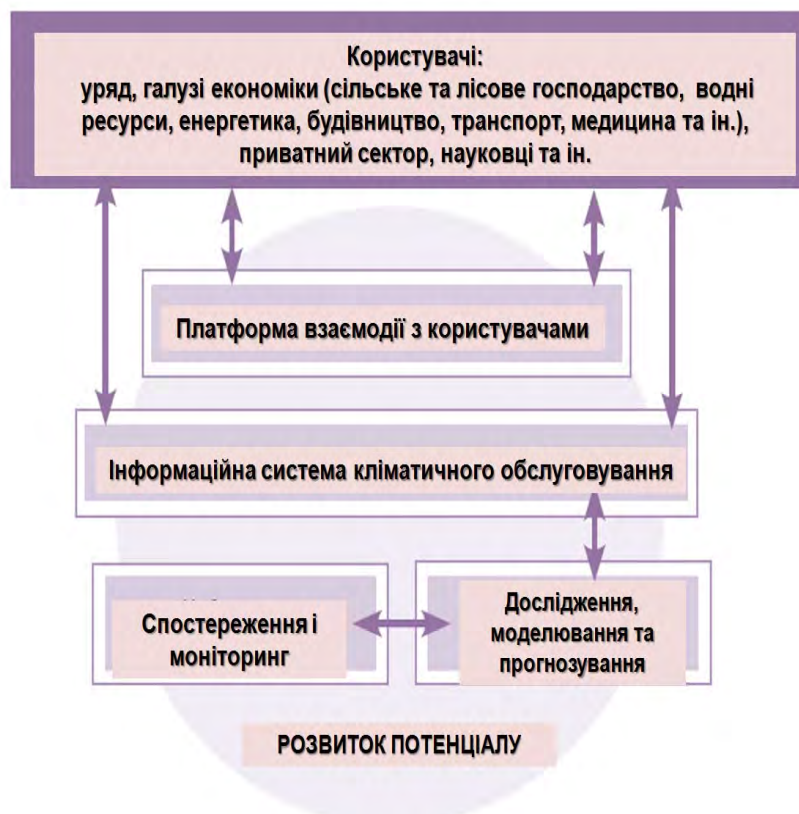 Користувачі:
уряд, галузі економіки (сільське та лісове господарство, водні
ресурси, енергетика, будівництво, транспорт, медицина та ін.),
приватний сектор, науковці та ін.
Платформа взаємодії з користувачами
Інформаційна система кліматичного обслуговування
Спостереження і
моніторинг
Дослідження,
моделювання та
прогнозування
РОЗВИТОК ПОТЕНЦІАЛУ